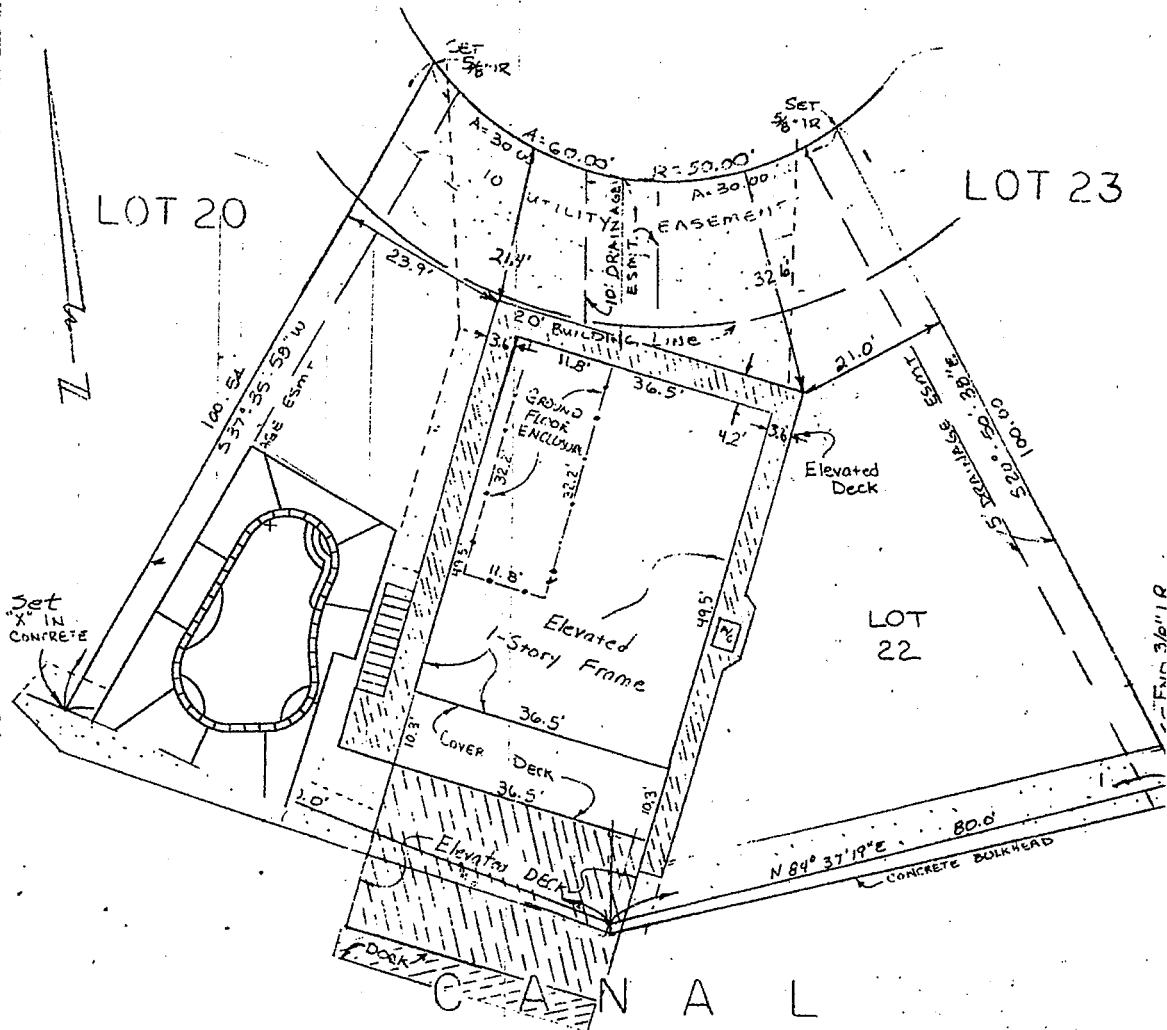 SET
5/8" IR
SET
5/8" IR
A=60.00'
R=50.00'
A=30.00
A=30.00'
LOT 20
LOT 23
10
UTILITY
EASEMENT
10' DRAINAGE
ESMT.
23.9'
21.4'
32.6'
20' BUILDING LINE
21.0'
3.6'
11.8'
36.5'
4.2'
3.6'
GROUND
FLOOR
ENCLOSURE
32.2'
32.2'
Elevated
Deck
S 37° 35' 58" W
ESMT
15' DRAINAGE ESMT
S 20° 50' 38" E
100.00
49.5'
11.8'
49.5'
A/C
Elevated
1-Story Frame
LOT
22
Set
"X" IN
CONCRETE
36.5'
10.3'
COVER DECK
36.5'
10.3'
Elevated DECK
80.0'
N 84° 37' 19" E
CONCRETE BULKHEAD
DOCK
CANAL